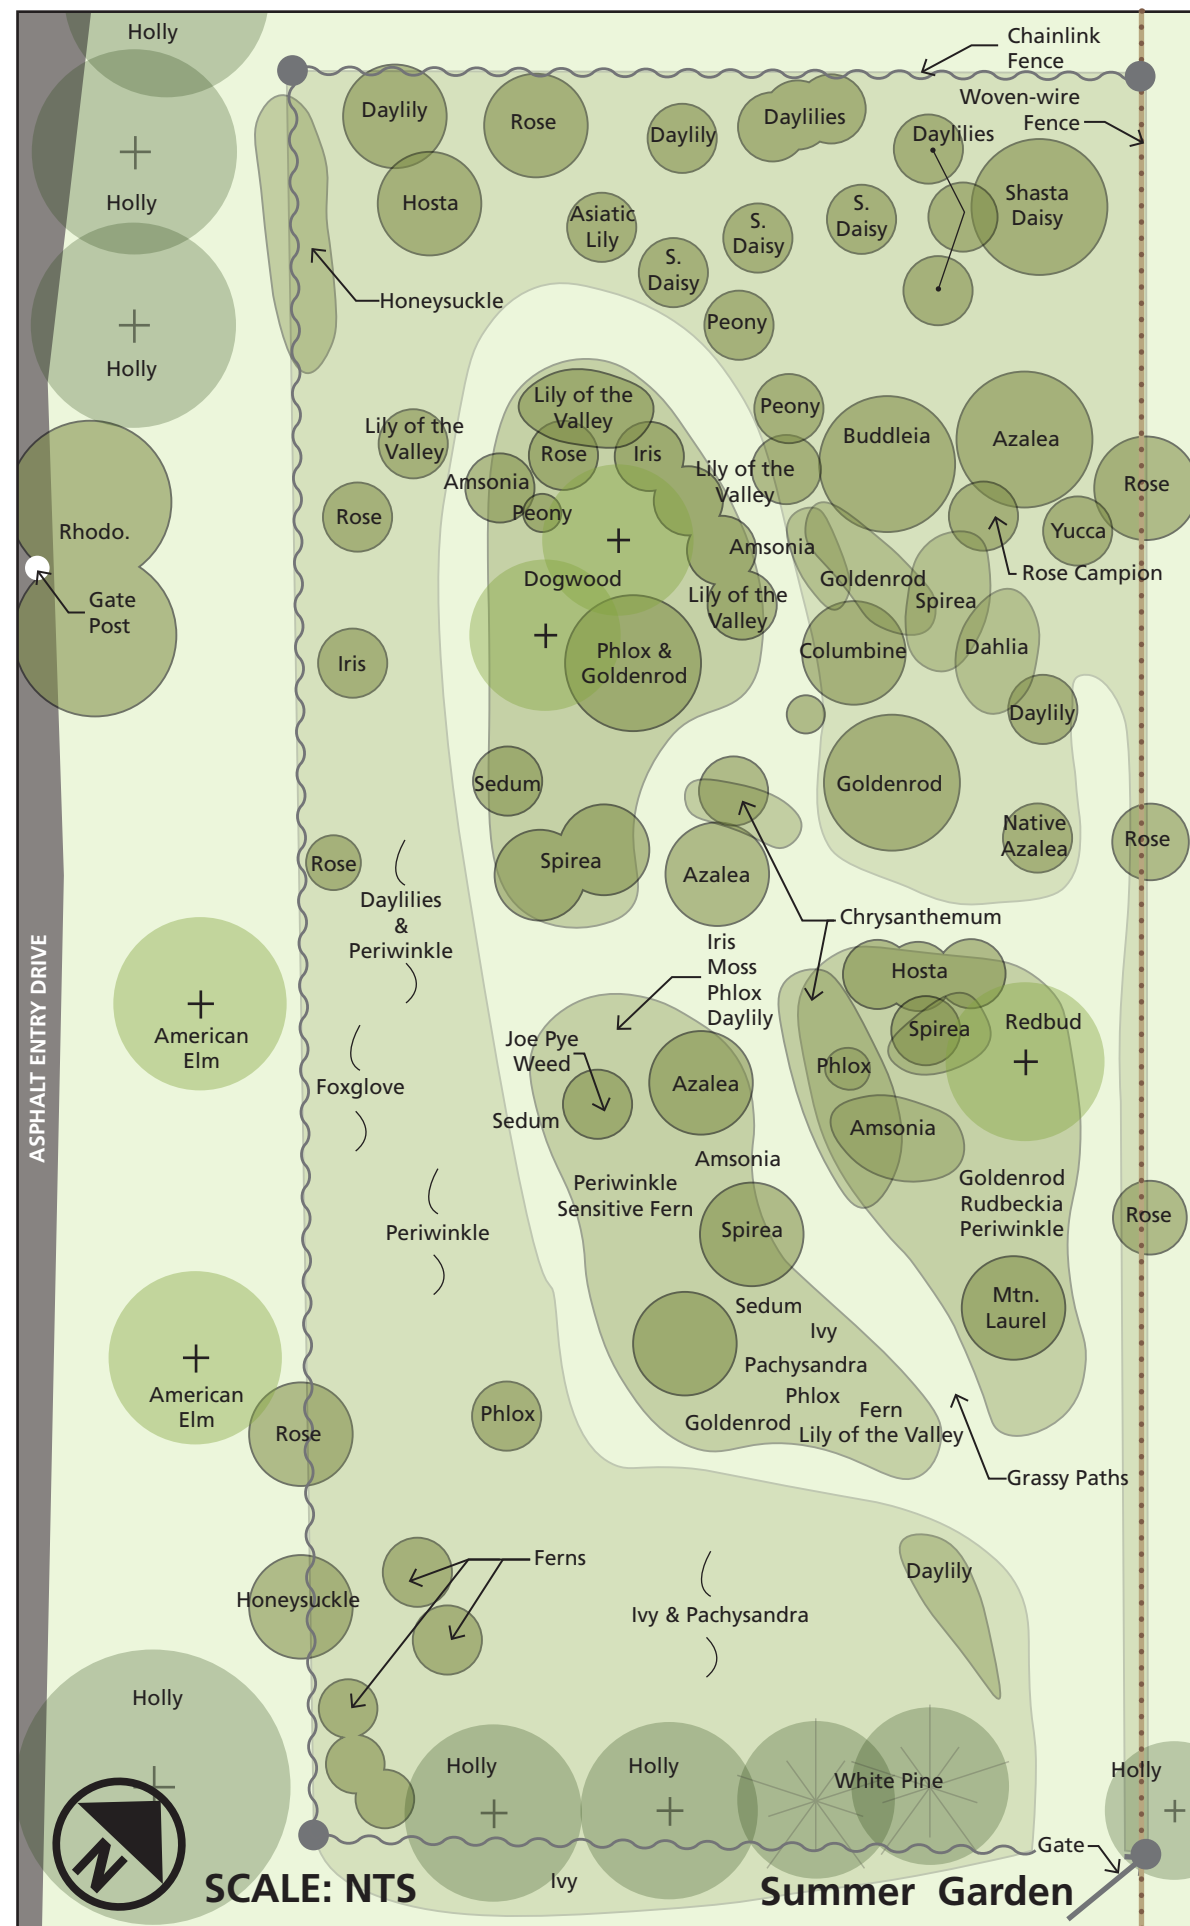 Holly
Chainlink
Fence
Woven-wire
Fence
Daylily
Rose
Daylily
Daylilies
Daylilies
Holly
Hosta
Asiatic
Lily
S.
Daisy
S.
Daisy
S.
Daisy
Shasta
Daisy
Honeysuckle
Peony
Holly
Lily of the
Valley
Lily of the
Valley
Rose
Iris
Peony
Buddleia
Azalea
Amsonia
Peony
Lily of the
Valley
Rose
Rose
Yucca
Rhodo.
Amsonia
Rose Campion
Goldenrod
Spirea
Dogwood
Gate
Post
Lily of the
Valley
Iris
Phlox &
Goldenrod
Columbine
Dahlia
Daylily
Sedum
Goldenrod
Native
Azalea
Rose
Rose
Spirea
Azalea
Daylilies
&
Periwinkle
Chrysanthemum
ASPHALT ENTRY DRIVE
Iris
Moss
Phlox
Daylily
Hosta
American
Elm
Joe Pye
Weed
Spirea
Redbud
Foxglove
Azalea
Phlox
Sedum
Amsonia
Amsonia
Periwinkle
Sensitive Fern
Goldenrod
Rudbeckia
Periwinkle
Rose
Periwinkle
Spirea
Sedum
Ivy
Mtn.
Laurel
Pachysandra
American
Elm
Phlox
Fern
Goldenrod
Lily of the Valley
Rose
Phlox
Grassy Paths
Ferns
Daylily
Honeysuckle
Ivy & Pachysandra
Holly
Holly
Holly
White Pine
Holly
Gate
N
SCALE: NTS
Ivy
Summer Garden